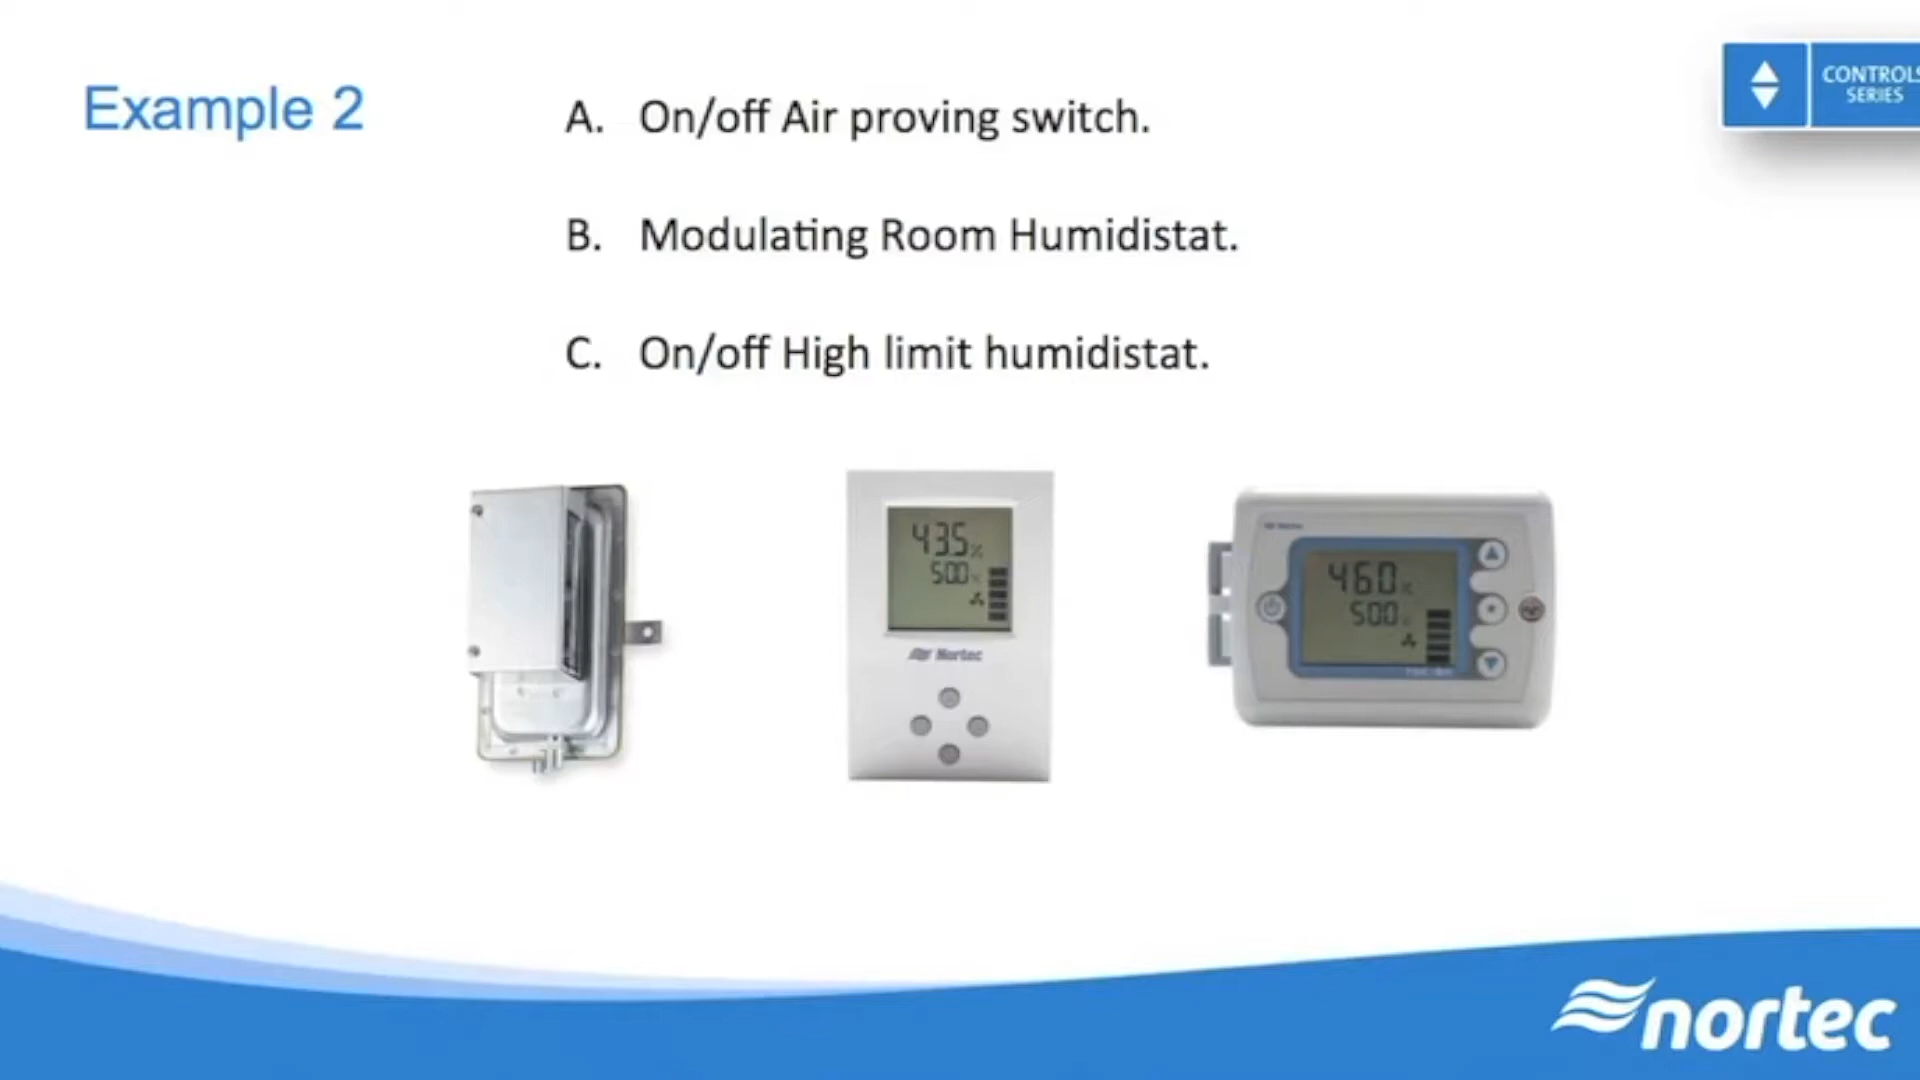 Example 2
A. On/off Air proving switch.
B. Modulating Room Humidistat.
C. On/off High limit humidistat.
CONTROLS
SERIES
43.5%
50.0%
Nortec
46.0%
50.0%
nortec